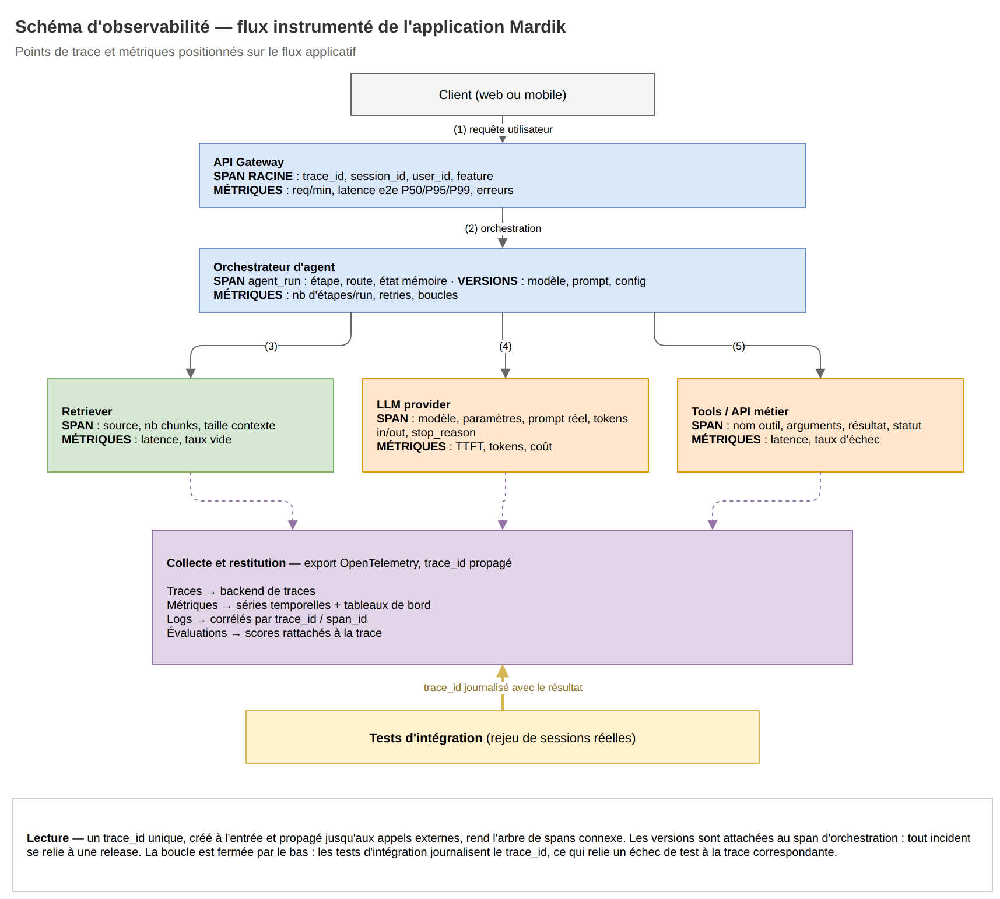 Schéma d'observabilité — flux instrumenté de l'application Mardik
Points de trace et métriques positionnés sur le flux applicatif
Client (web ou mobile)
(1) requête utilisateur
API Gateway
SPAN RACINE : trace_id, session_id, user_id, feature
MÉTRIQUES : req/min, latence e2e P50/P95/P99, erreurs
(2) orchestration
Orchestrateur d'agent
SPAN agent_run : étape, route, état mémoire · VERSIONS : modèle, prompt, config
MÉTRIQUES : nb d'étapes/run, retries, boucles
(3)
(4)
(5)
Retriever
SPAN : source, nb chunks, taille contexte
MÉTRIQUES : latence, taux vide
LLM provider
SPAN : modèle, paramètres, prompt réel, tokens
in/out, stop_reason
MÉTRIQUES : TTFT, tokens, coût
Tools / API métier
SPAN : nom outil, arguments, résultat, statut
MÉTRIQUES : latence, taux d'échec
Collecte et restitution — export OpenTelemetry, trace_id propagé
Traces → backend de traces
Métriques → séries temporelles + tableaux de bord
Logs → corrélés par trace_id / span_id
Évaluations → scores rattachés à la trace
trace_id journalisé avec le résultat
Tests d'intégration (rejeu de sessions réelles)
Lecture — un trace_id unique, créé à l'entrée et propagé jusqu'aux appels externes, rend l'arbre de spans connexe. Les versions sont attachées au span d'orchestration : tout incident
se relie à une release. La boucle est fermée par le bas : les tests d'intégration journalisent le trace_id, ce qui relie un échec de test à la trace correspondante.